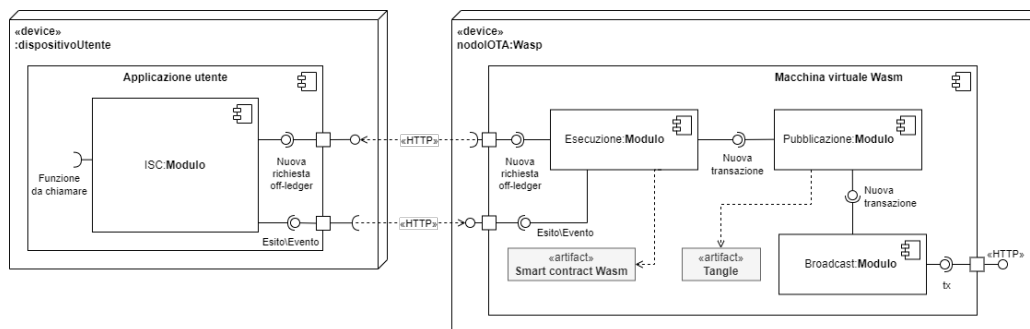 «device»
:dispositivoUtente
Applicazione utente
ISC:Modulo
Funzione
da chiamare
Nuova
richiesta
off-ledger
Esito\Evento
«HTTP»
«HTTP»
«device»
nodoIOTA:Wasp
Macchina virtuale Wasm
Esecuzione:Modulo
Nuova
richiesta
off-ledger
Esito\Evento
Nuova
transazione
Pubblicazione:Modulo
Nuova
transazione
«artifact»
Smart contract Wasm
«artifact»
Tangle
Broadcast:Modulo
tx
«HTTP»